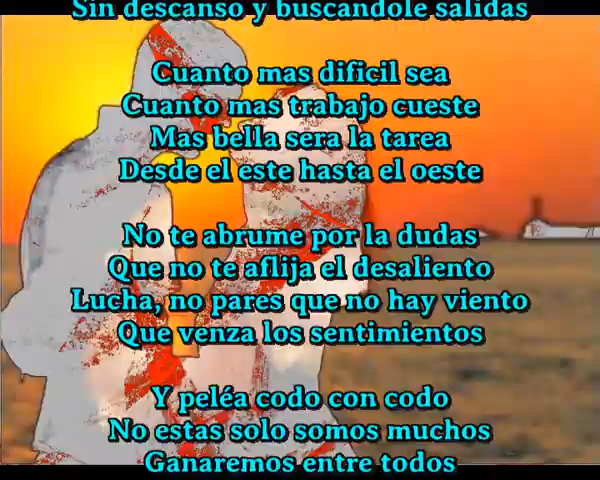 Sin descanso y buscandole salidas
Cuanto mas dificil sea
Cuanto mas trabajo cueste
Mas bella sera la tarea
Desde el este hasta el oeste
No te abrume por la dudas
Que no te aflija el desaliento
Lucha, no pares que no hay viento
Que venza los sentimientos
Y peléa codo con codo
No estas solo somos muchos
Ganaremos entre todos